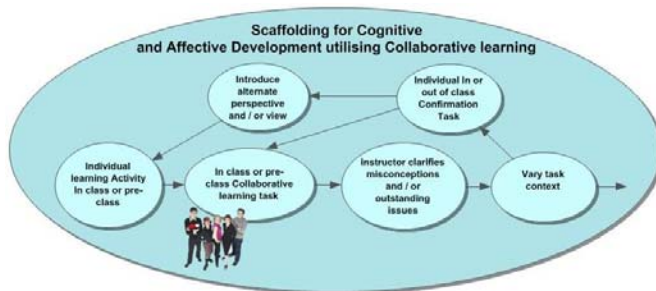 Scaffolding for Cognitive
and Affective Development utilising Collaborative learning
Introduce
alternate
perspective
and / or view
Individual In or
out of class
Confirmation
Task
Individual
learning Activity
In class or pre-
class
In class or pre-
class Collaborative
learning task
Instructor clarifies
misconceptions
and / or
outstanding
issues
Vary task
context